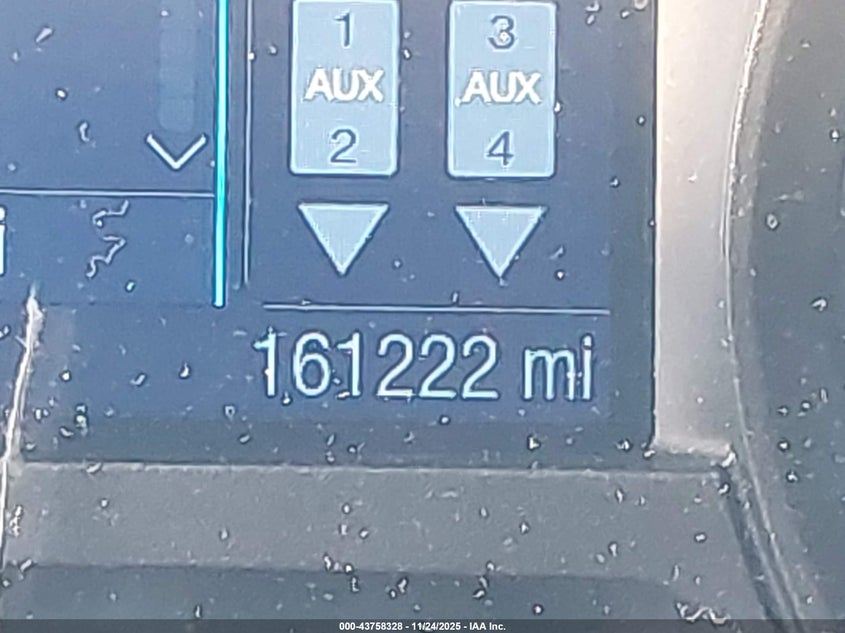 1 3
AUX AUX
2 4
161222 mi
000-43758328 - 11/24/2025 - IAA Inc.